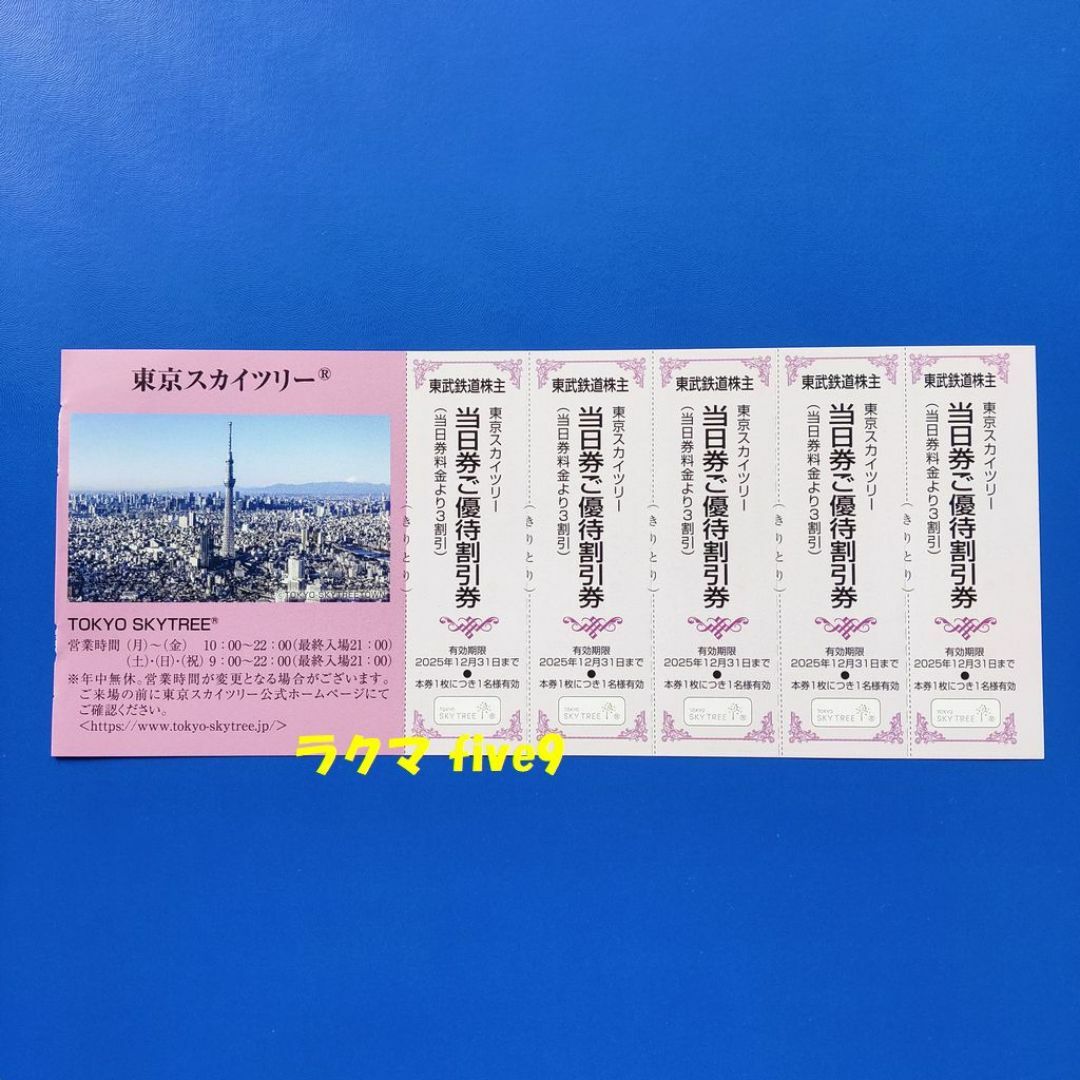 東京スカイツリー®
©TOKYO-SKYTREETOWN
TOKYO SKYTREE®
営業時間(月)～(金) 10：00～22：00(最終入場21：00)
(土)・(日)・(祝) 9：00～22：00(最終入場21：00)
※年中無休。営業時間が変更となる場合がございます。
ご来場の前に東京スカイツリー公式ホームページにて
ご確認ください。
＜https://www.tokyo-skytree.jp/＞
(きりとり)
東武鉄道株主
東京スカイツリー
当日券ご優待割引券
(当日券料金より3割引)
有効期限
2025年12月31日まで
●
本券1枚につき1名様有効
TOKYO
SKYTREE®
(きりとり)
東武鉄道株主
東京スカイツリー
当日券ご優待割引券
(当日券料金より3割引)
有効期限
2025年12月31日まで
●
本券1枚につき1名様有効
TOKYO
SKYTREE®
(きりとり)
東武鉄道株主
東京スカイツリー
当日券ご優待割引券
(当日券料金より3割引)
有効期限
2025年12月31日まで
●
本券1枚につき1名様有効
TOKYO
SKYTREE®
(きりとり)
東武鉄道株主
東京スカイツリー
当日券ご優待割引券
(当日券料金より3割引)
有効期限
2025年12月31日まで
●
本券1枚につき1名様有効
TOKYO
SKYTREE®
(きりとり)
東武鉄道株主
東京スカイツリー
当日券ご優待割引券
(当日券料金より3割引)
有効期限
2025年12月31日まで
●
本券1枚につき1名様有効
TOKYO
SKYTREE®
ラクマ five9